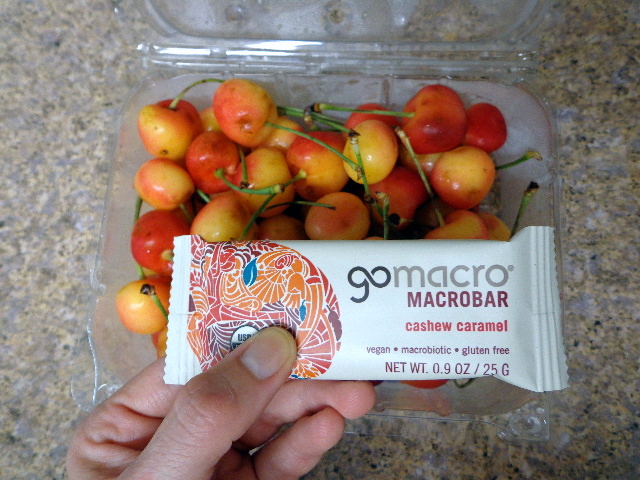 gomacro®
MACROBAR
cashew caramel
vegan • macrobiotic • gluten free
NET WT. 0.9 OZ / 25 G